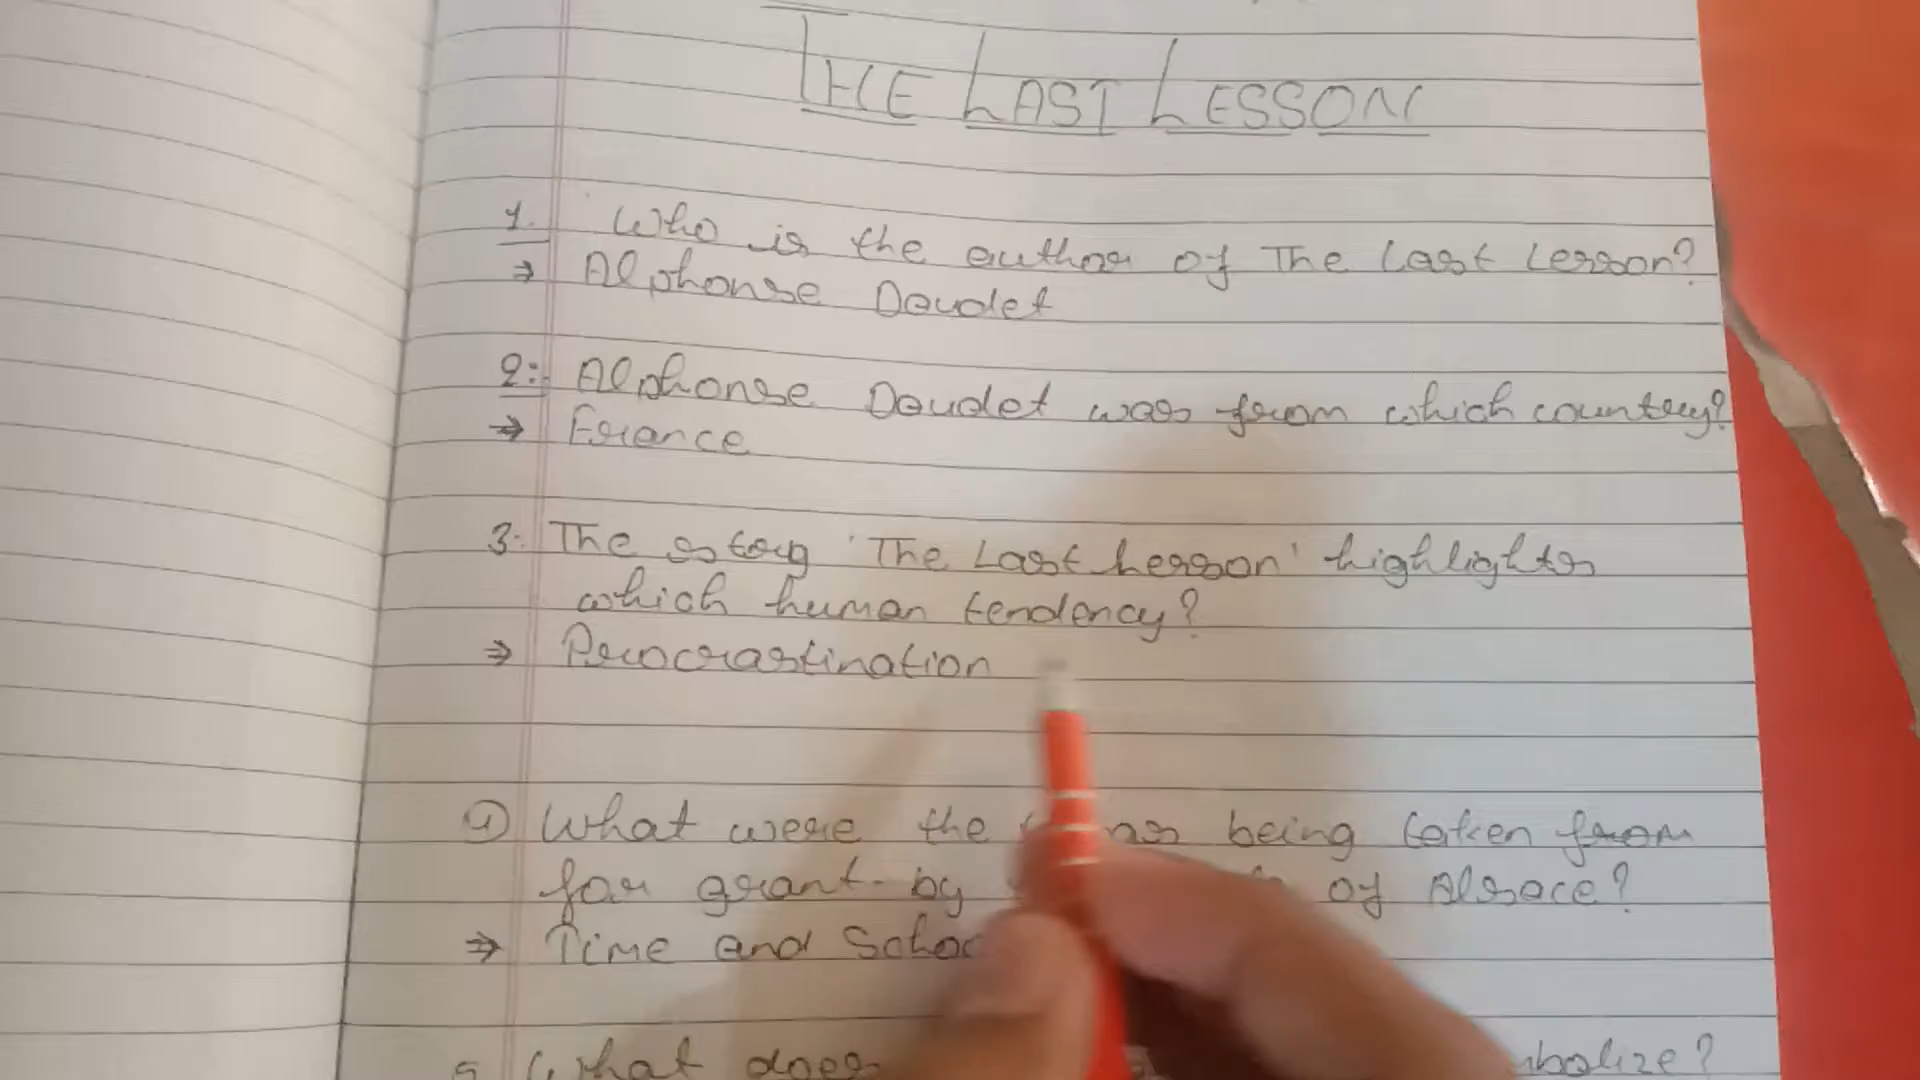 THE LAST LESSON
1. Who is the author of The Last Lesson?
⇒ Alphonse Daudet
2:- Alphonse Daudet was from which country?
⇒ France
3:- The story 'The Last Lesson' highlights
which human tendency?
⇒ Procrastination
4) What were the being taken from
for grant by of Alsace?
⇒ Time and
5 What does